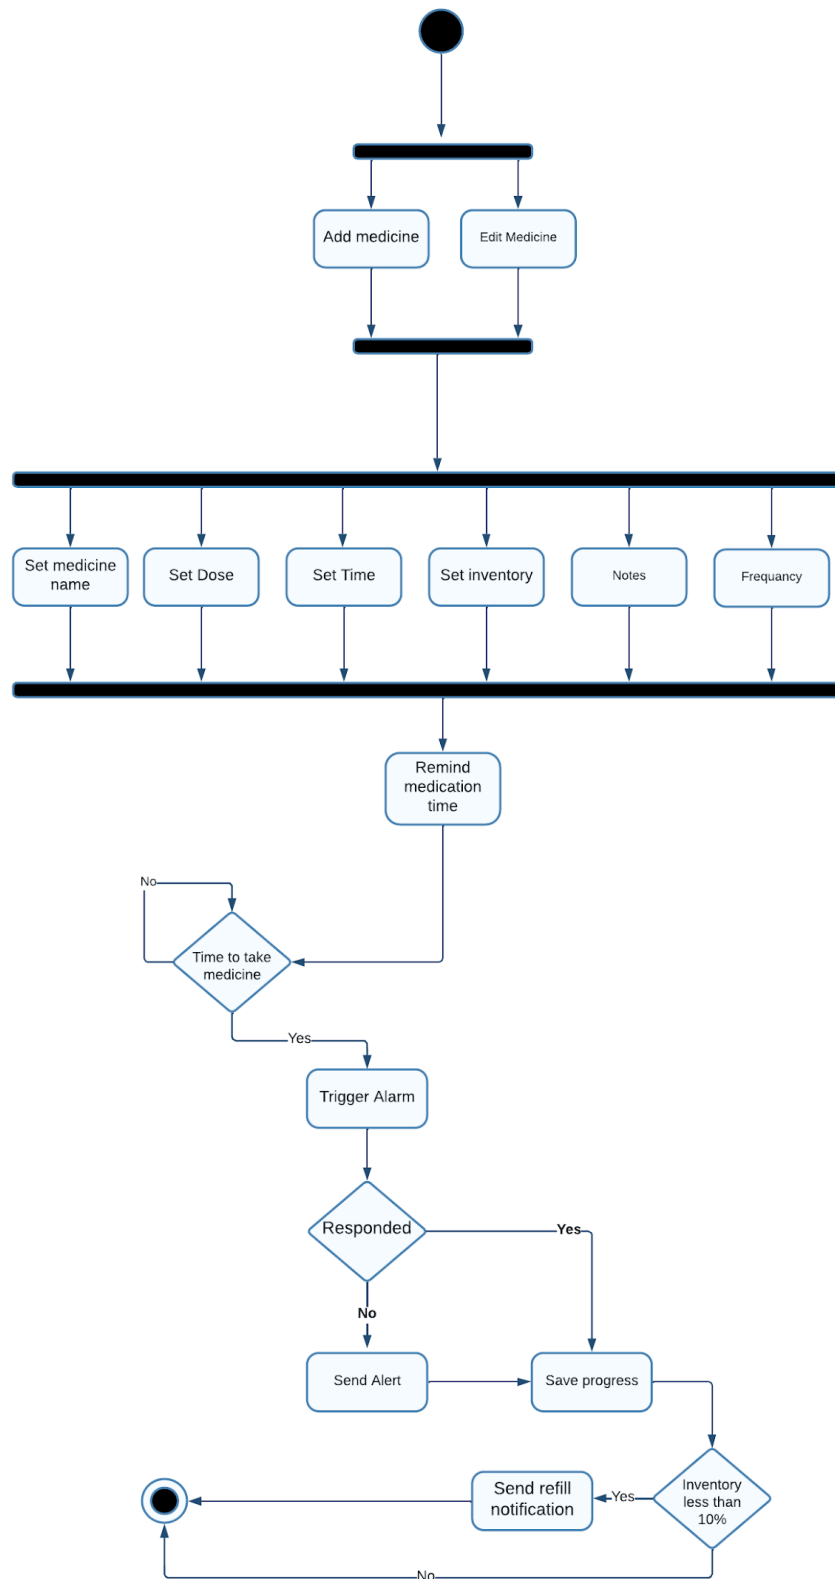 Add medicine
Edit Medicine
Set medicine
name
Set Dose
Set Time
Set inventory
Notes
Frequancy
Remind
medication
time
No
Time to take
medicine
Yes
Trigger Alarm
Responded
Yes
No
Send Alert
Save progress
Send refill
notification
Yes
Inventory
less than
10%
No